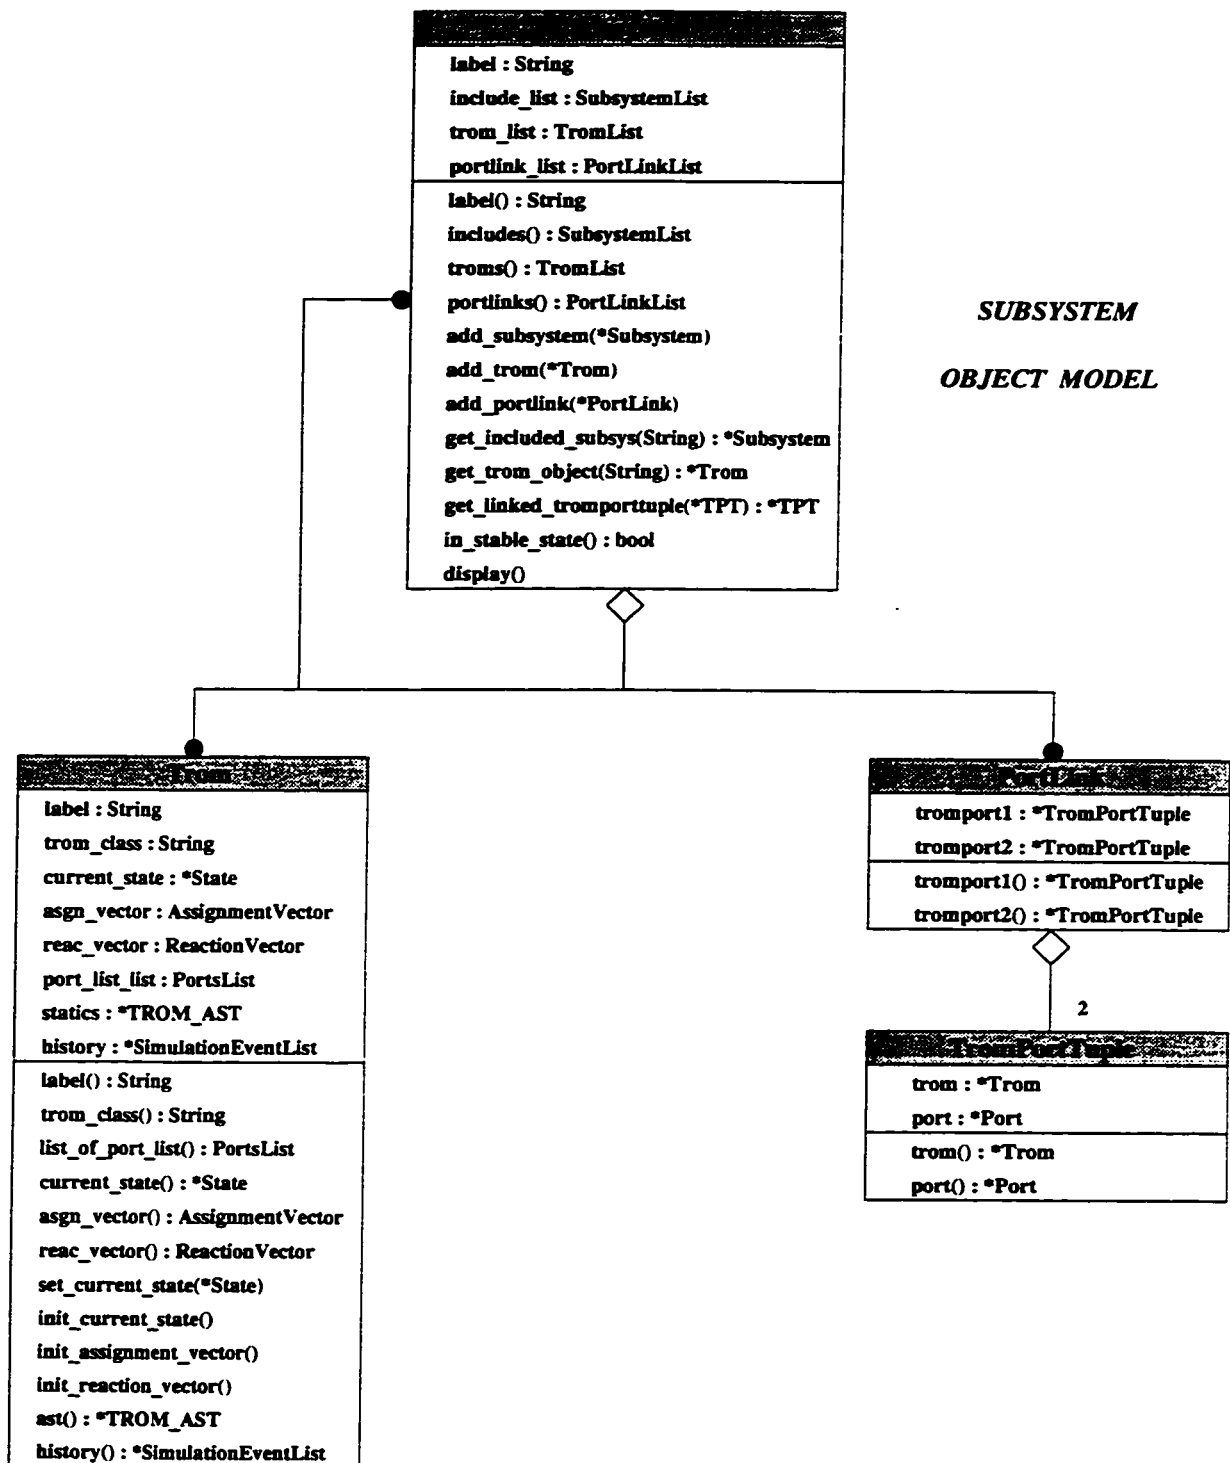 label : String
include_list : SubsystemList
trom_list : TromList
portlink_list : PortLinkList
label() : String
includes() : SubsystemList
troms() : TromList
portlinks() : PortLinkList
add_subsystem(*Subsystem)
add_trom(*Trom)
add_portlink(*PortLink)
get_included_subsys(String) : *Subsystem
get_trom_object(String) : *Trom
get_linked_tromporttuple(*TPT) : *TPT
in_stable_state() : bool
display()
SUBSYSTEM
OBJECT MODEL
Trom
label : String
trom_class : String
current_state : *State
asgn_vector : AssignmentVector
reac_vector : ReactionVector
port_list_list : PortsList
statics : *TROM_AST
history : *SimulationEventList
label() : String
trom_class() : String
list_of_port_list() : PortsList
current_state() : *State
asgn_vector() : AssignmentVector
reac_vector() : ReactionVector
set_current_state(*State)
init_current_state()
init_assignment_vector()
init_reaction_vector()
ast() : *TROM_AST
history() : *SimulationEventList
PortLink
tromport1 : *TromPortTuple
tromport2 : *TromPortTuple
tromport1() : *TromPortTuple
tromport2() : *TromPortTuple
2
TromPortTuple
trom : *Trom
port : *Port
trom() : *Trom
port() : *Port